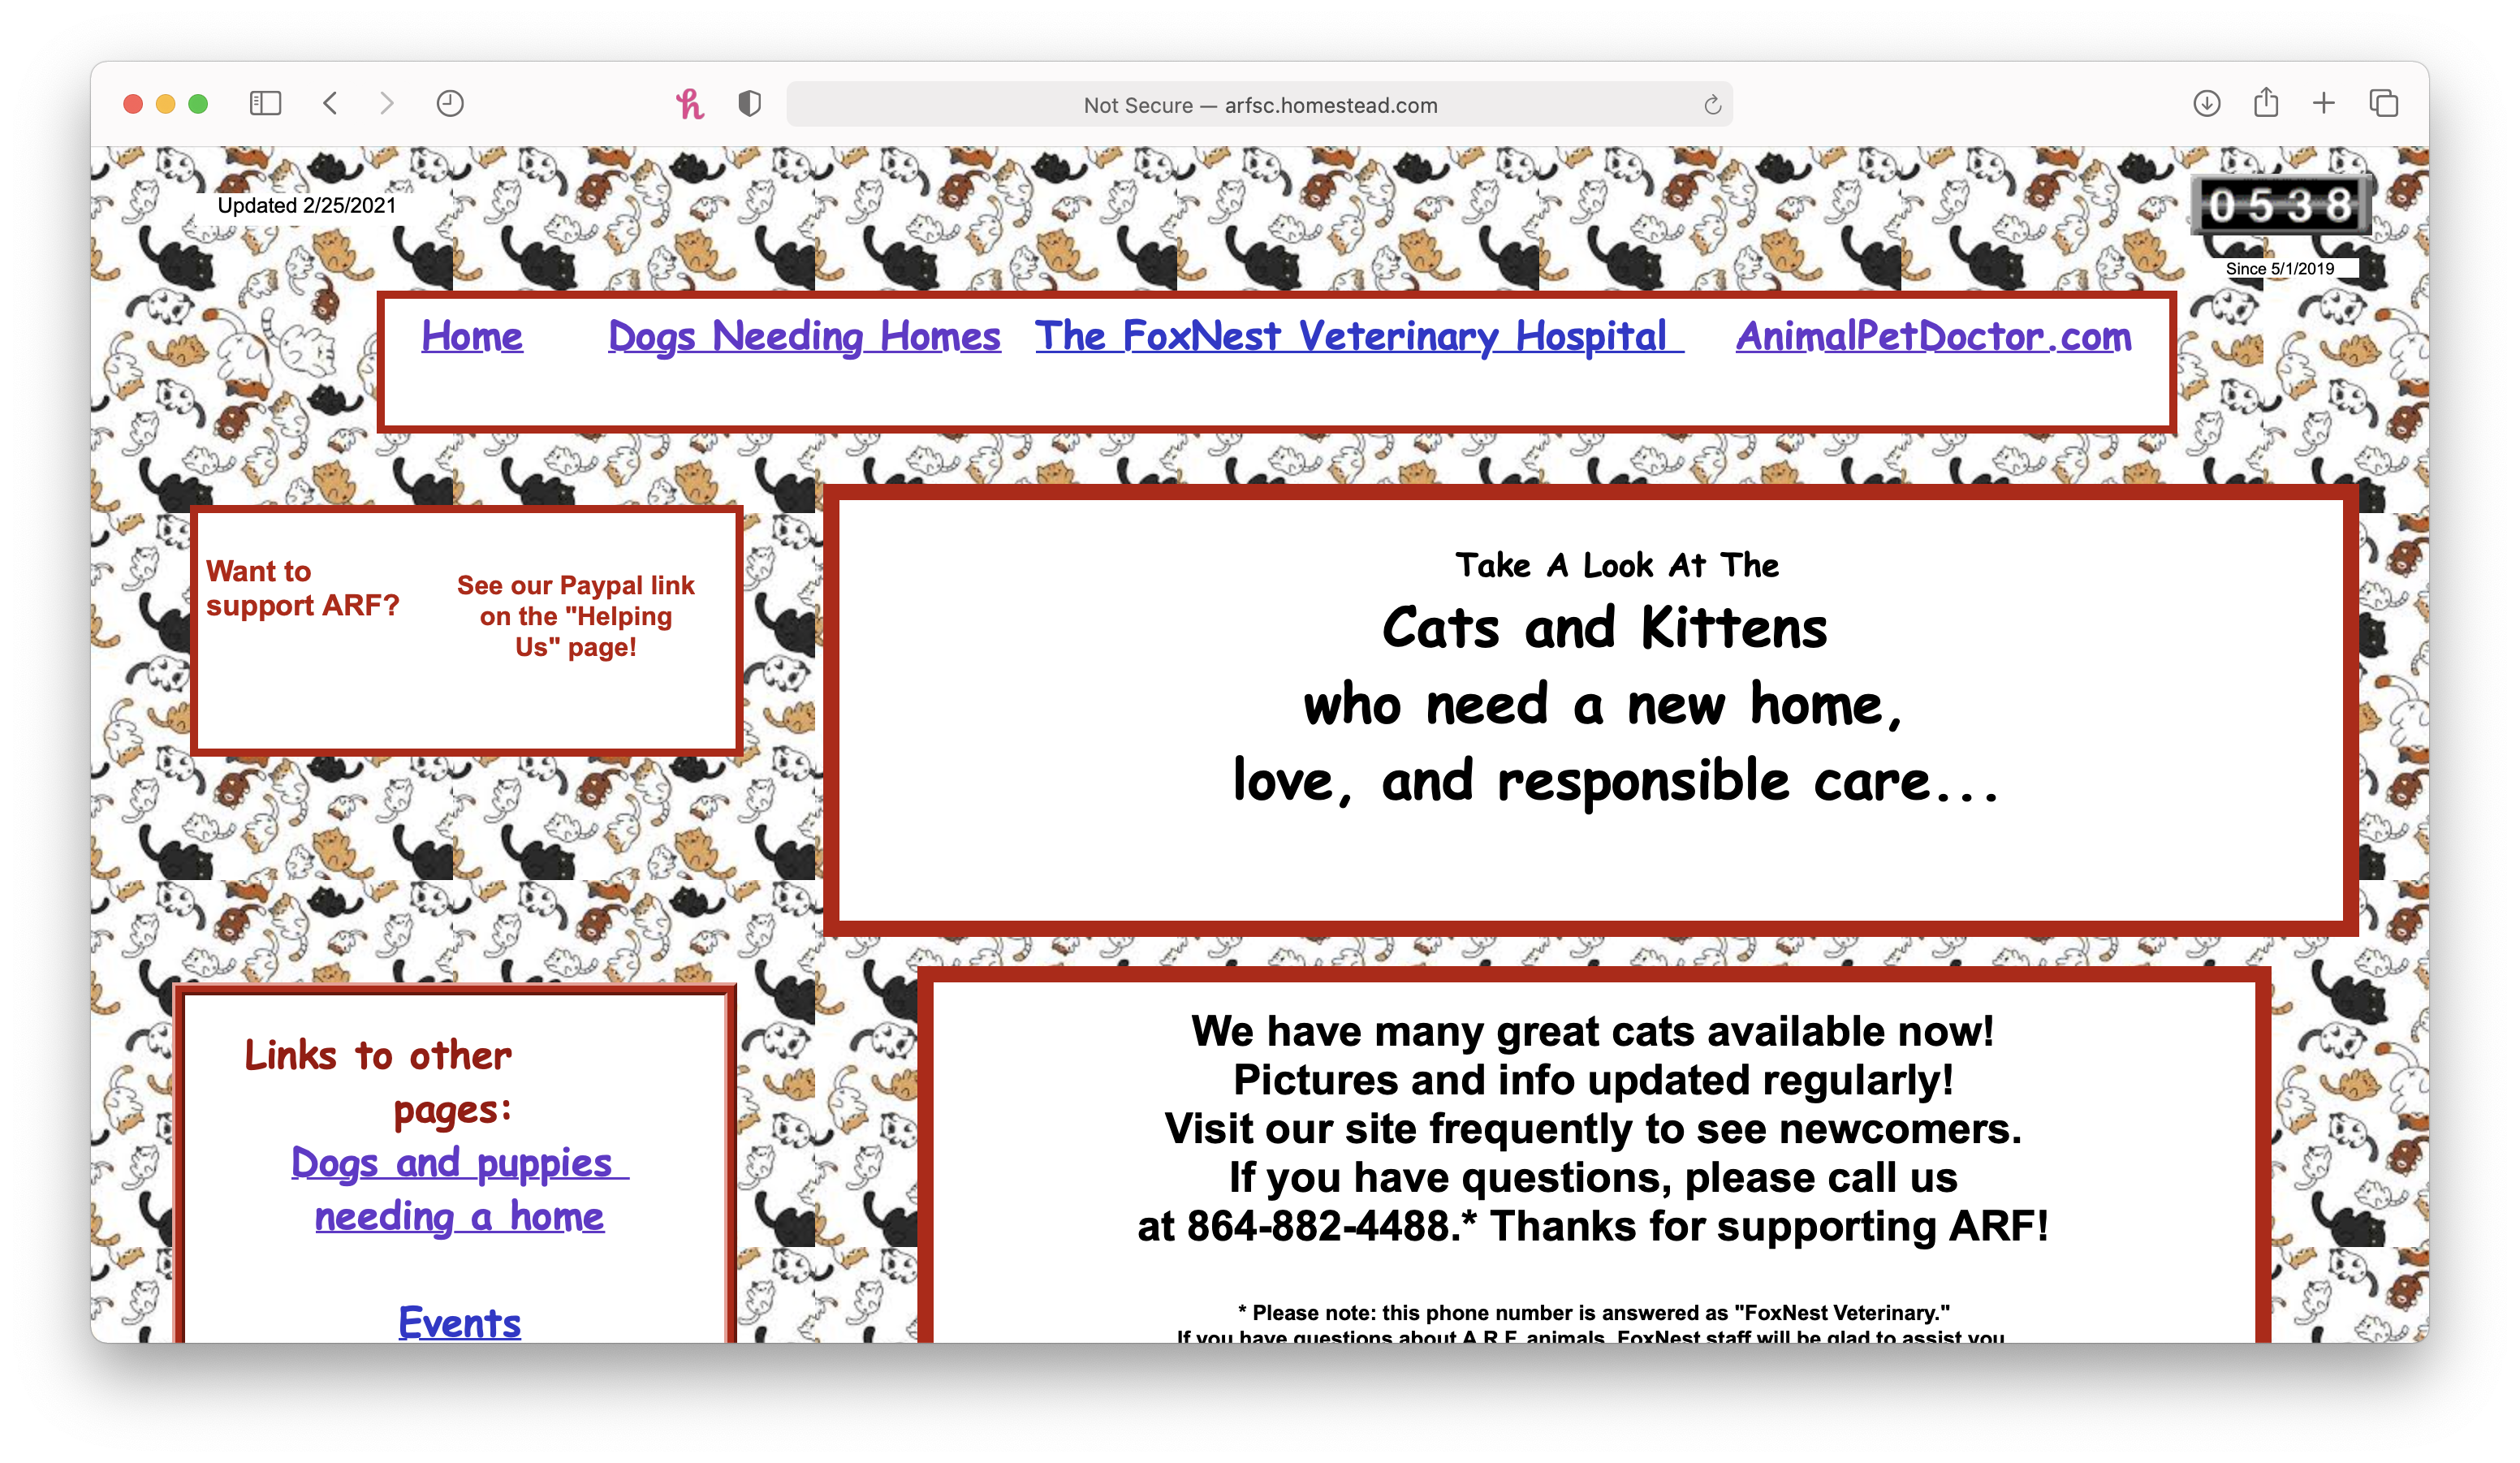 Not Secure — arfsc.homestead.com
Updated 2/25/2021
0538
Since 5/1/2019
Home Dogs Needing Homes The FoxNest Veterinary Hospital AnimalPetDoctor.com
Want to
support ARF?
See our Paypal link
on the "Helping
Us" page!
Take A Look At The
Cats and Kittens
who need a new home,
love, and responsible care...
Links to other
pages:
Dogs and puppies
needing a home
Events
We have many great cats available now!
Pictures and info updated regularly!
Visit our site frequently to see newcomers.
If you have questions, please call us
at 864-882-4488.* Thanks for supporting ARF!
* Please note: this phone number is answered as "FoxNest Veterinary."
If you have questions about A.R.F. animals, FoxNest staff will be glad to assist you